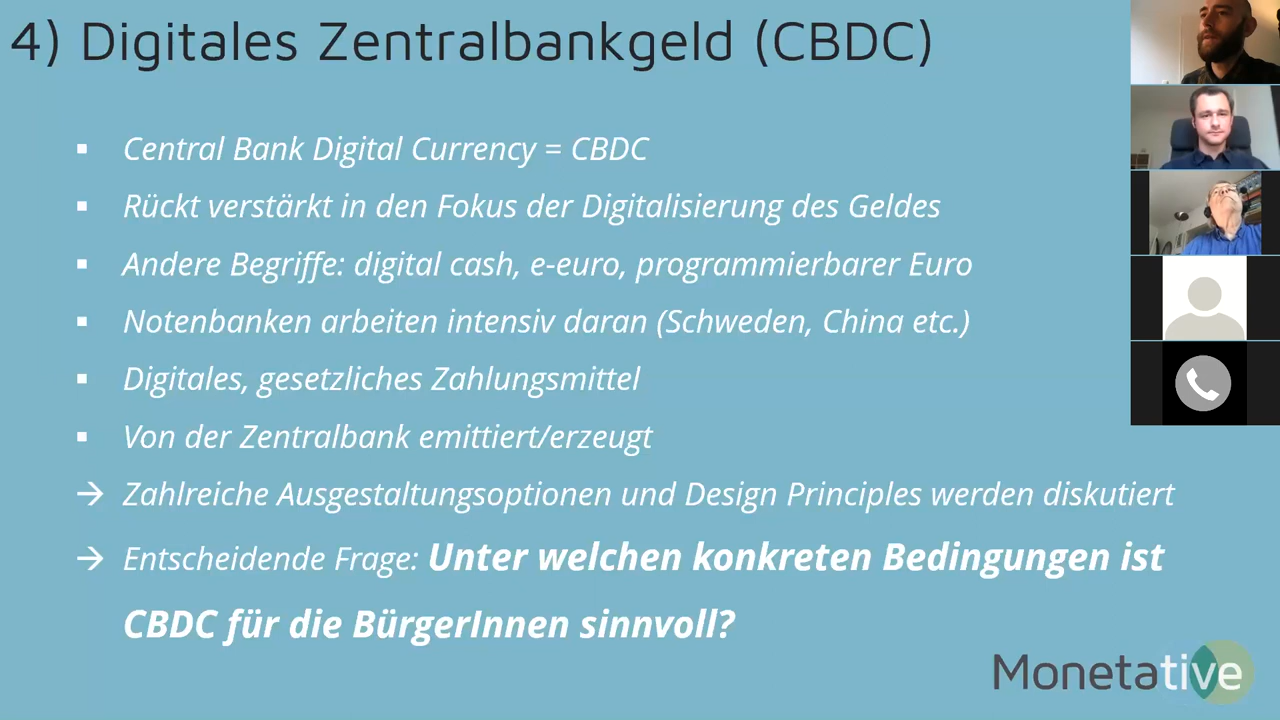 4) Digitales Zentralbankgeld (CBDC)
▪ Central Bank Digital Currency = CBDC
▪ Rückt verstärkt in den Fokus der Digitalisierung des Geldes
▪ Andere Begriffe: digital cash, e-euro, programmierbarer Euro
▪ Notenbanken arbeiten intensiv daran (Schweden, China etc.)
▪ Digitales, gesetzliches Zahlungsmittel
▪ Von der Zentralbank emittiert/erzeugt
→ Zahlreiche Ausgestaltungsoptionen und Design Principles werden diskutiert
→ Entscheidende Frage: Unter welchen konkreten Bedingungen ist
CBDC für die BürgerInnen sinnvoll?
Monetative